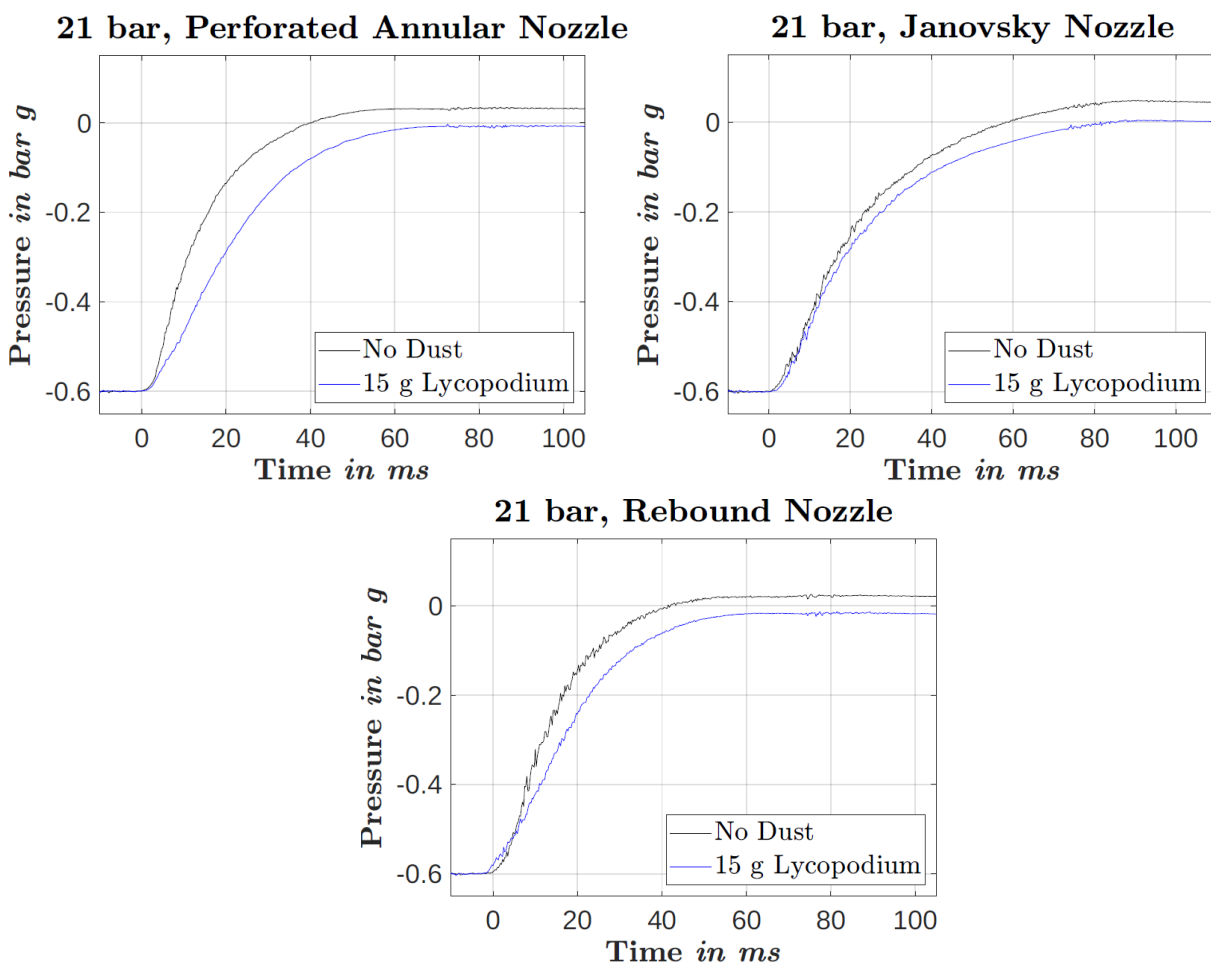 21 bar, Perforated Annular Nozzle
Pressure in bar g
0
-0.2
-0.4
-0.6
No Dust
15 g Lycopodium
0 20 40 60 80 100
Time in ms
21 bar, Janovsky Nozzle
Pressure in bar g
0
-0.2
-0.4
-0.6
No Dust
15 g Lycopodium
0 20 40 60 80 100
Time in ms
21 bar, Rebound Nozzle
Pressure in bar g
0
-0.2
-0.4
-0.6
No Dust
15 g Lycopodium
0 20 40 60 80 100
Time in ms